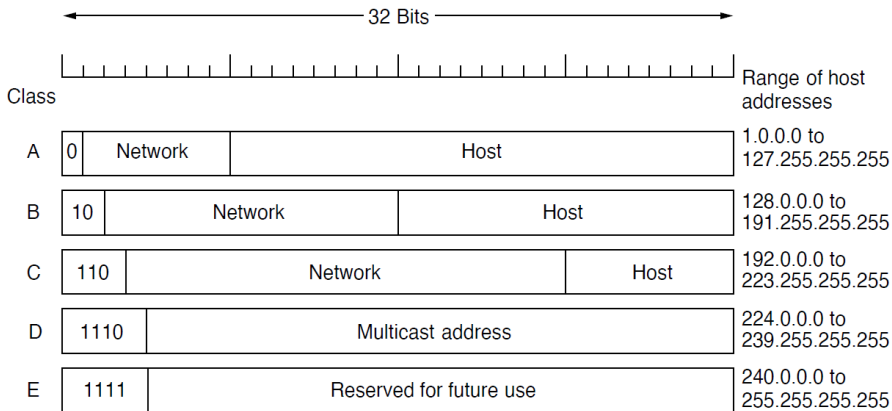 32 Bits
Range of host
addresses
Class
A 0 Network Host 1.0.0.0 to
127.255.255.255
B 10 Network Host 128.0.0.0 to
191.255.255.255
C 110 Network Host 192.0.0.0 to
223.255.255.255
D 1110 Multicast address 224.0.0.0 to
239.255.255.255
E 1111 Reserved for future use 240.0.0.0 to
255.255.255.255